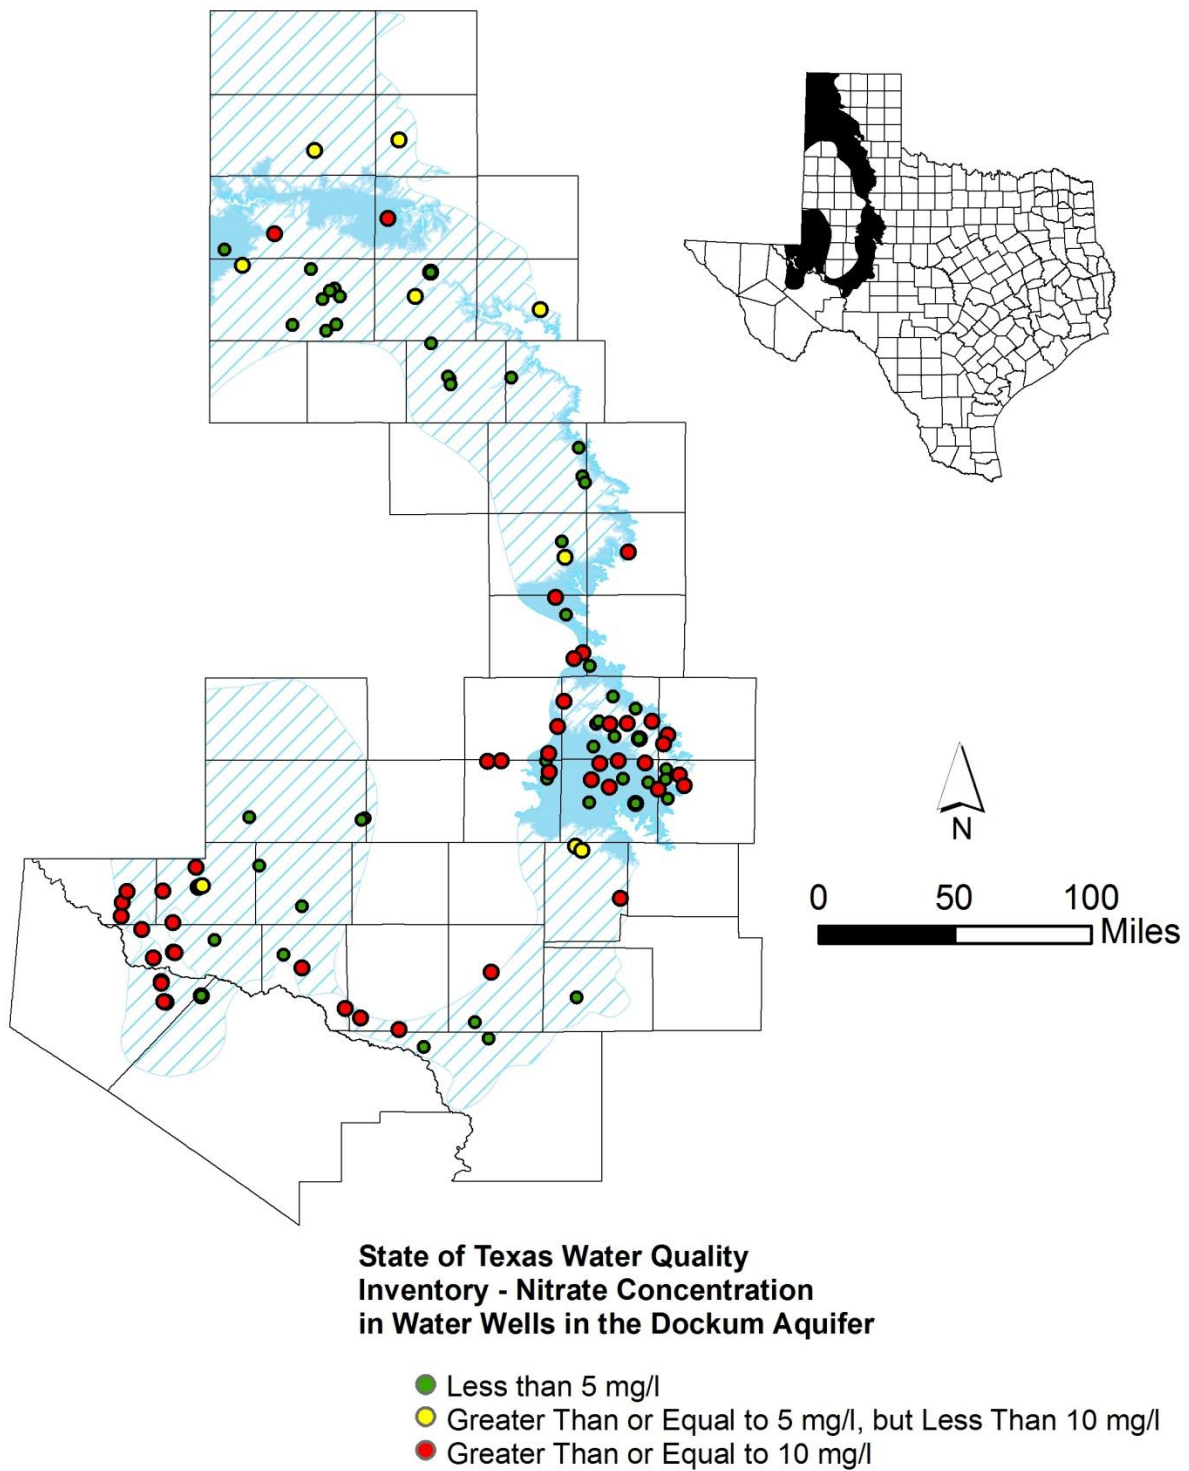 N
0 50 100
Miles
State of Texas Water Quality
Inventory - Nitrate Concentration
in Water Wells in the Dockum Aquifer
Less than 5 mg/l
Greater Than or Equal to 5 mg/l, but Less Than 10 mg/l
Greater Than or Equal to 10 mg/l